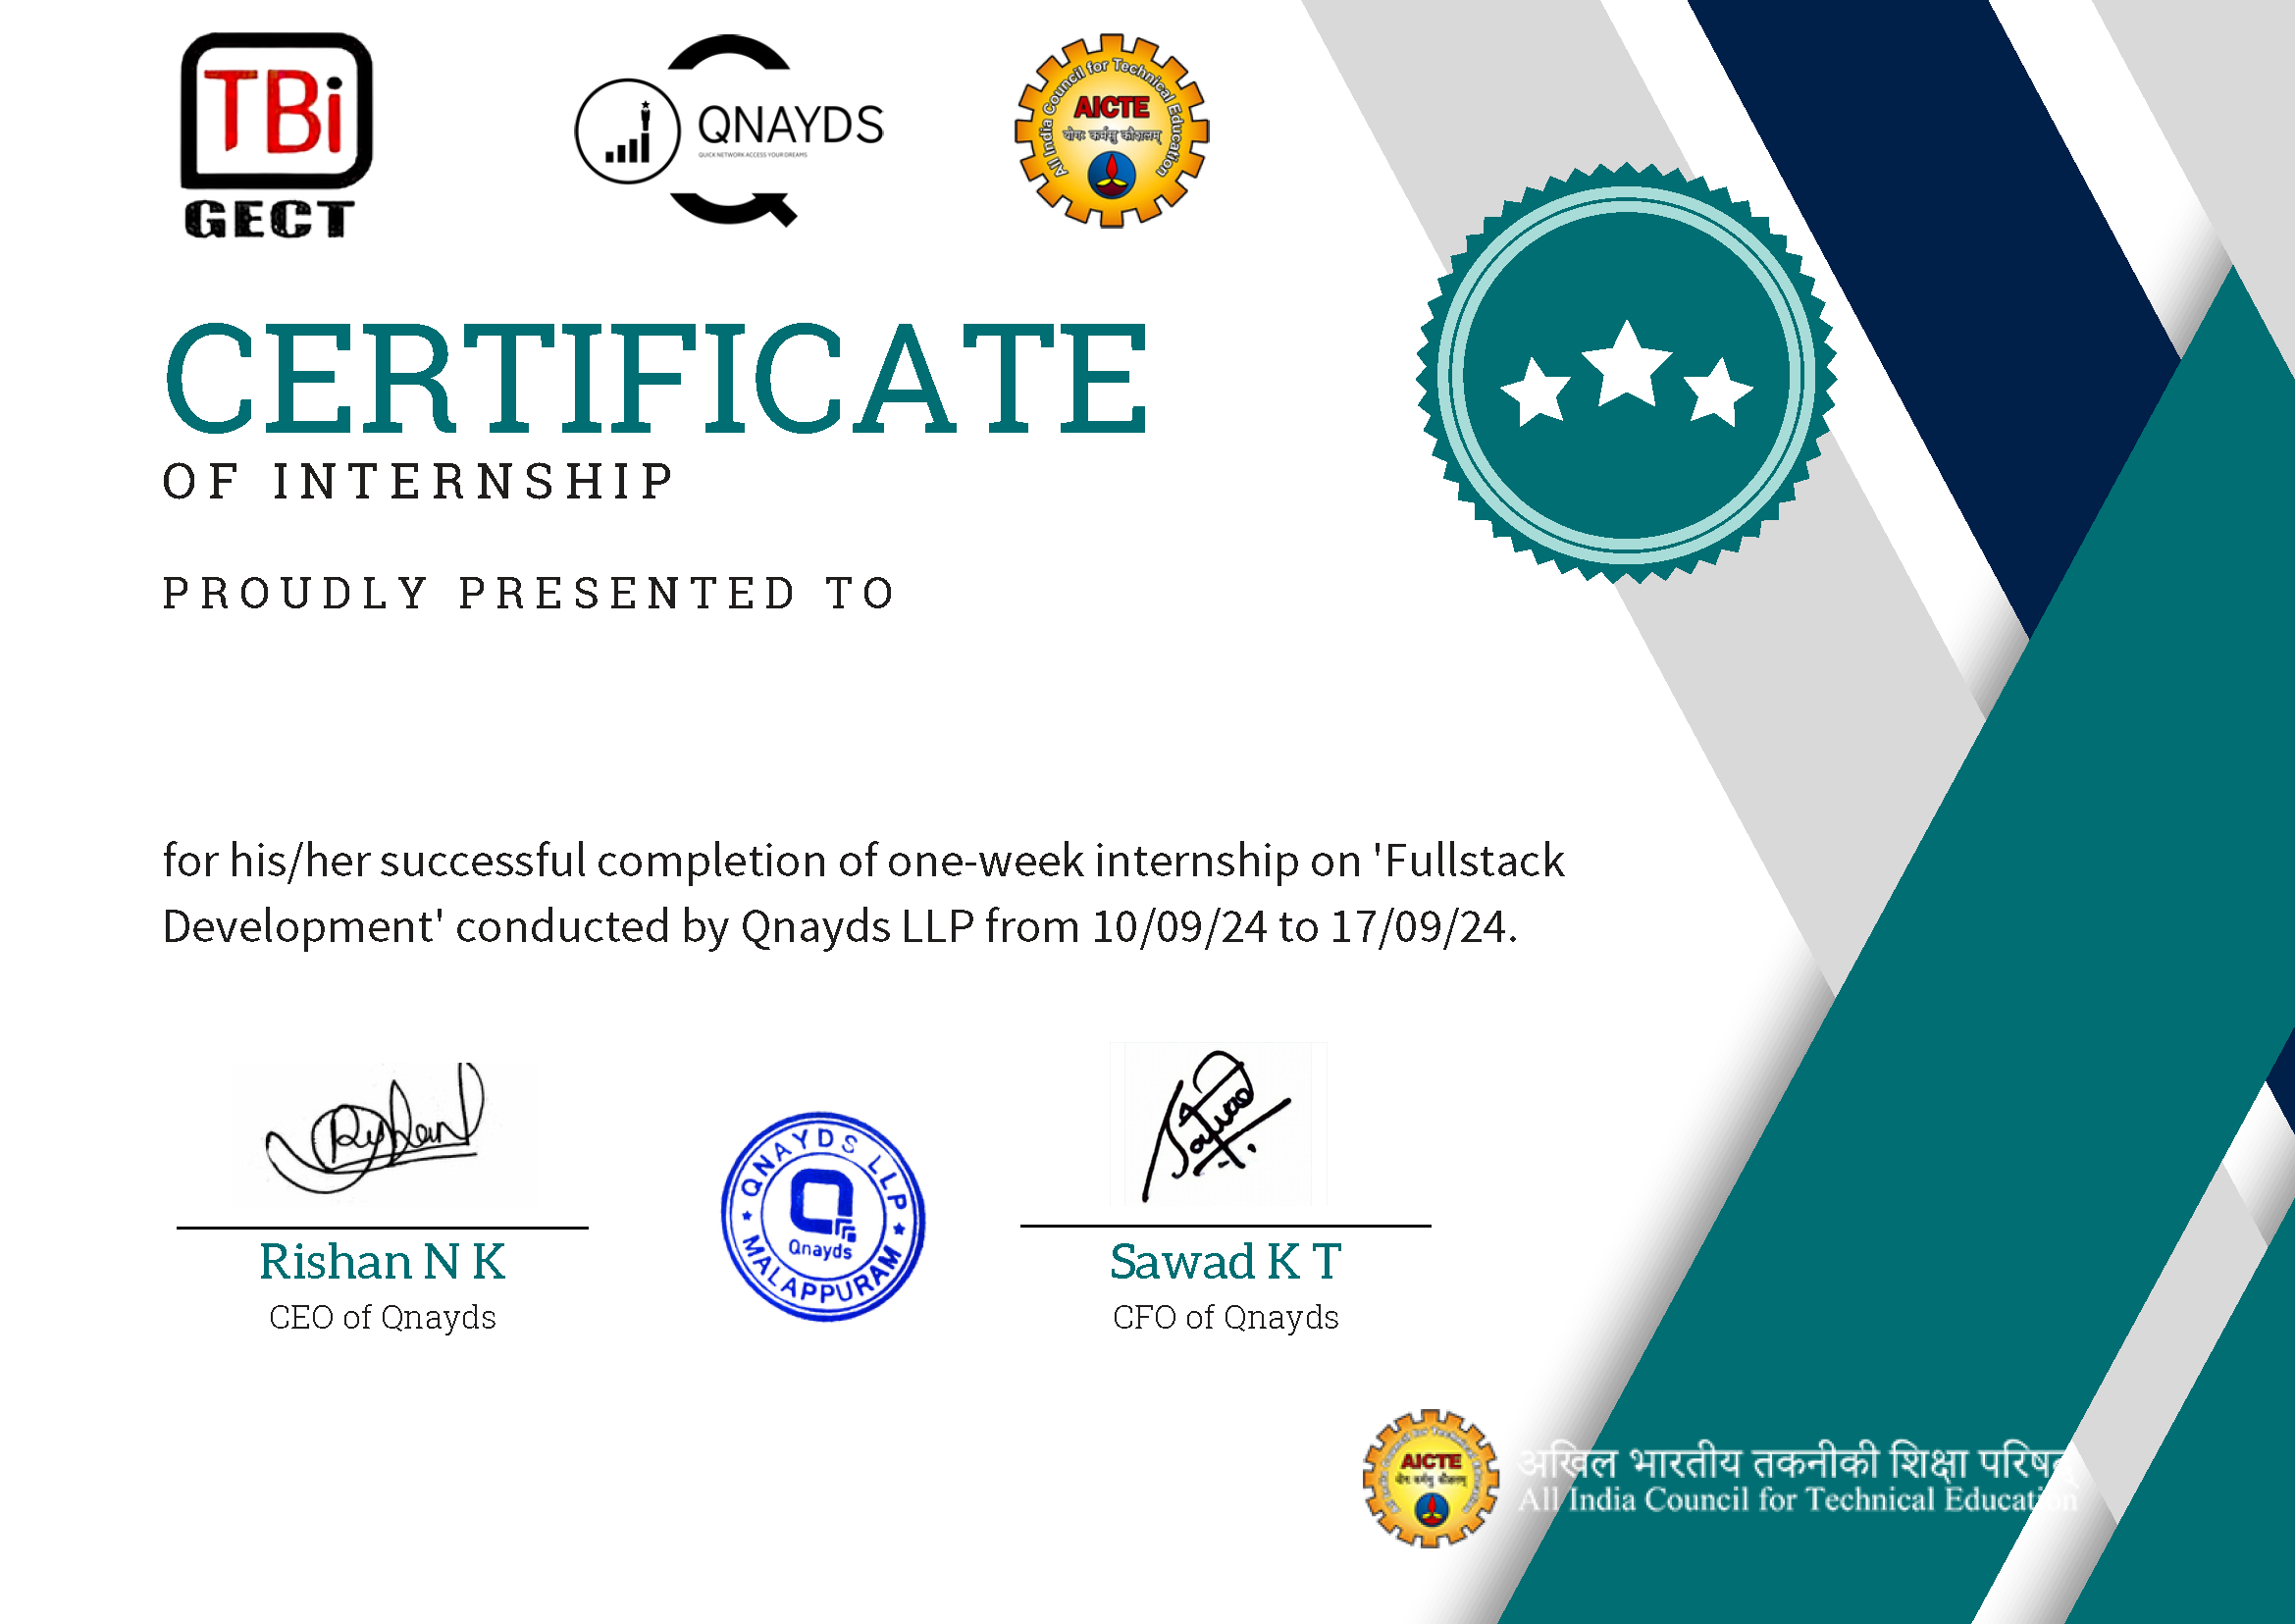 TBi
GECT
QNAYDS
QUICK NETWORK ACCESS YOUR DREAMS
All India Council for Technical Education
AICTE
योगः कर्मसु कौशलम्
CERTIFICATE
OF INTERNSHIP
PROUDLY PRESENTED TO
for his/her successful completion of one-week internship on 'Fullstack
Development' conducted by Qnayds LLP from 10/09/24 to 17/09/24.
QNAYDS LLP
Qnayds
MALAPPURAM
Rishan N K
CEO of Qnayds
Sawad K T
CFO of Qnayds
AICTE
अखिल भारतीय तकनीकी शिक्षा परिषद्
All India Council for Technical Education